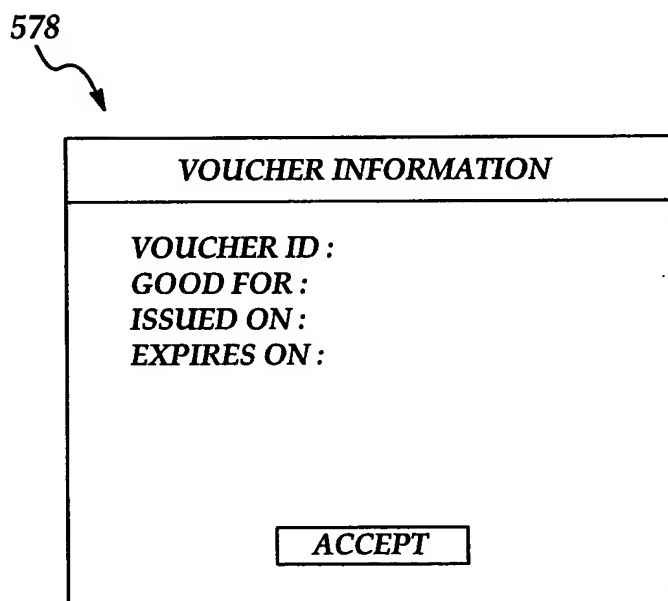 578
VOUCHER INFORMATION
VOUCHER ID :
GOOD FOR :
ISSUED ON :
EXPIRES ON :
ACCEPT